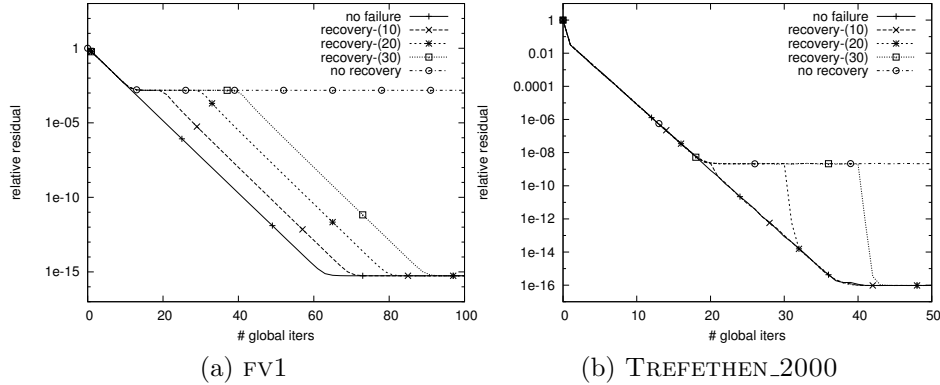 no failure
recovery-(10)
recovery-(20)
recovery-(30)
no recovery
1
1e-05
1e-10
1e-15
relative residual
0 20 40 60 80 100
# global iters
(a) FV1
no failure
recovery-(10)
recovery-(20)
recovery-(30)
no recovery
1
0.01
0.0001
1e-06
1e-08
1e-10
1e-12
1e-14
1e-16
relative residual
0 10 20 30 40 50
# global iters
(b) TREFETHEN_2000